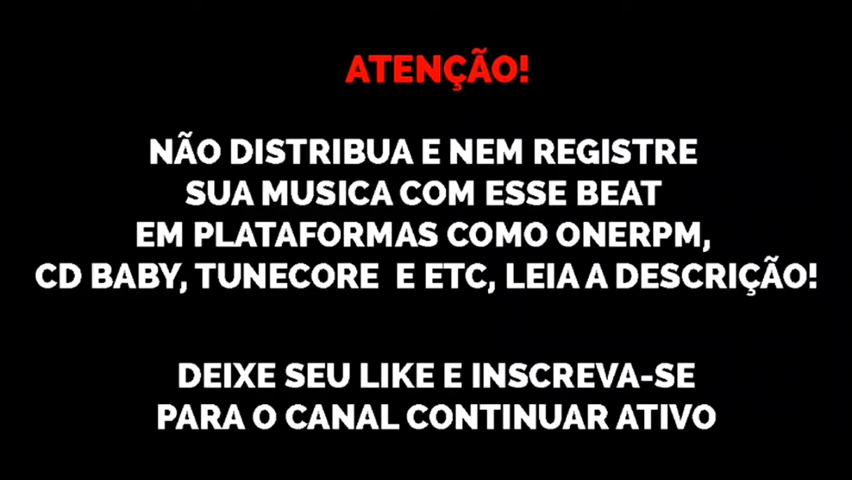 ATENÇÃO!
NÃO DISTRIBUA E NEM REGISTRE
SUA MUSICA COM ESSE BEAT
EM PLATAFORMAS COMO ONERPM,
CD BABY, TUNECORE E ETC, LEIA A DESCRIÇÃO!
DEIXE SEU LIKE E INSCREVA-SE
PARA O CANAL CONTINUAR ATIVO